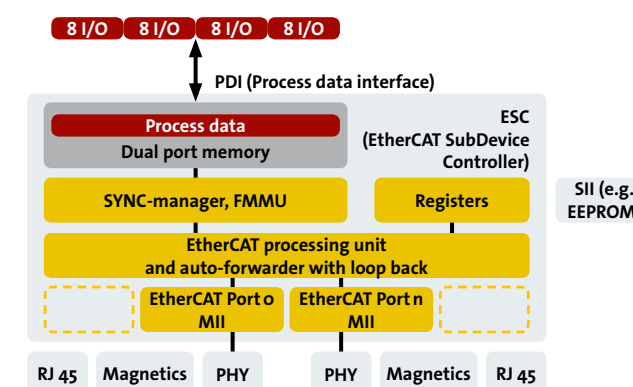 8 I/O 8 I/O 8 I/O 8 I/O
PDI (Process data interface)
ESC
(EtherCAT SubDevice
Controller)
Process data
Dual port memory
SYNC-manager, FMMU
Registers
SII (e.g.
EEPROM
EtherCAT processing unit
and auto-forwarder with loop back
EtherCAT Port 0
MII
EtherCAT Port n
MII
RJ 45 Magnetics PHY PHY Magnetics RJ 45